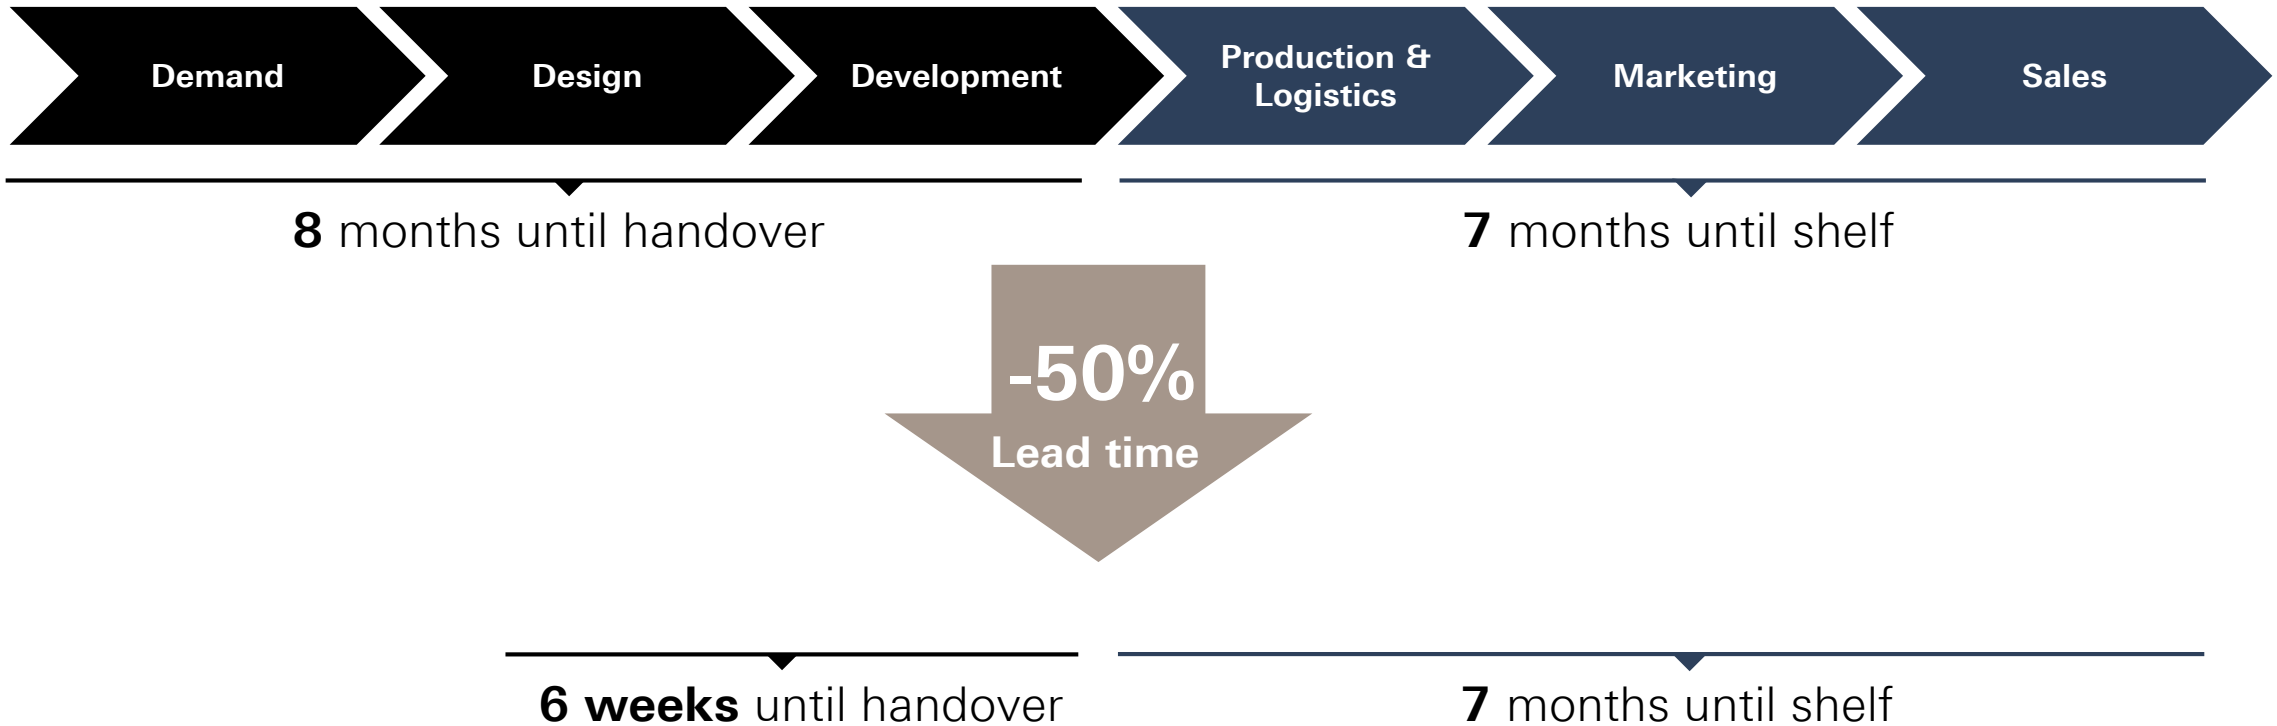 Demand
Design
Development
Production &
Logistics
Marketing
Sales
8 months until handover
7 months until shelf
-50%
Lead time
6 weeks until handover
7 months until shelf